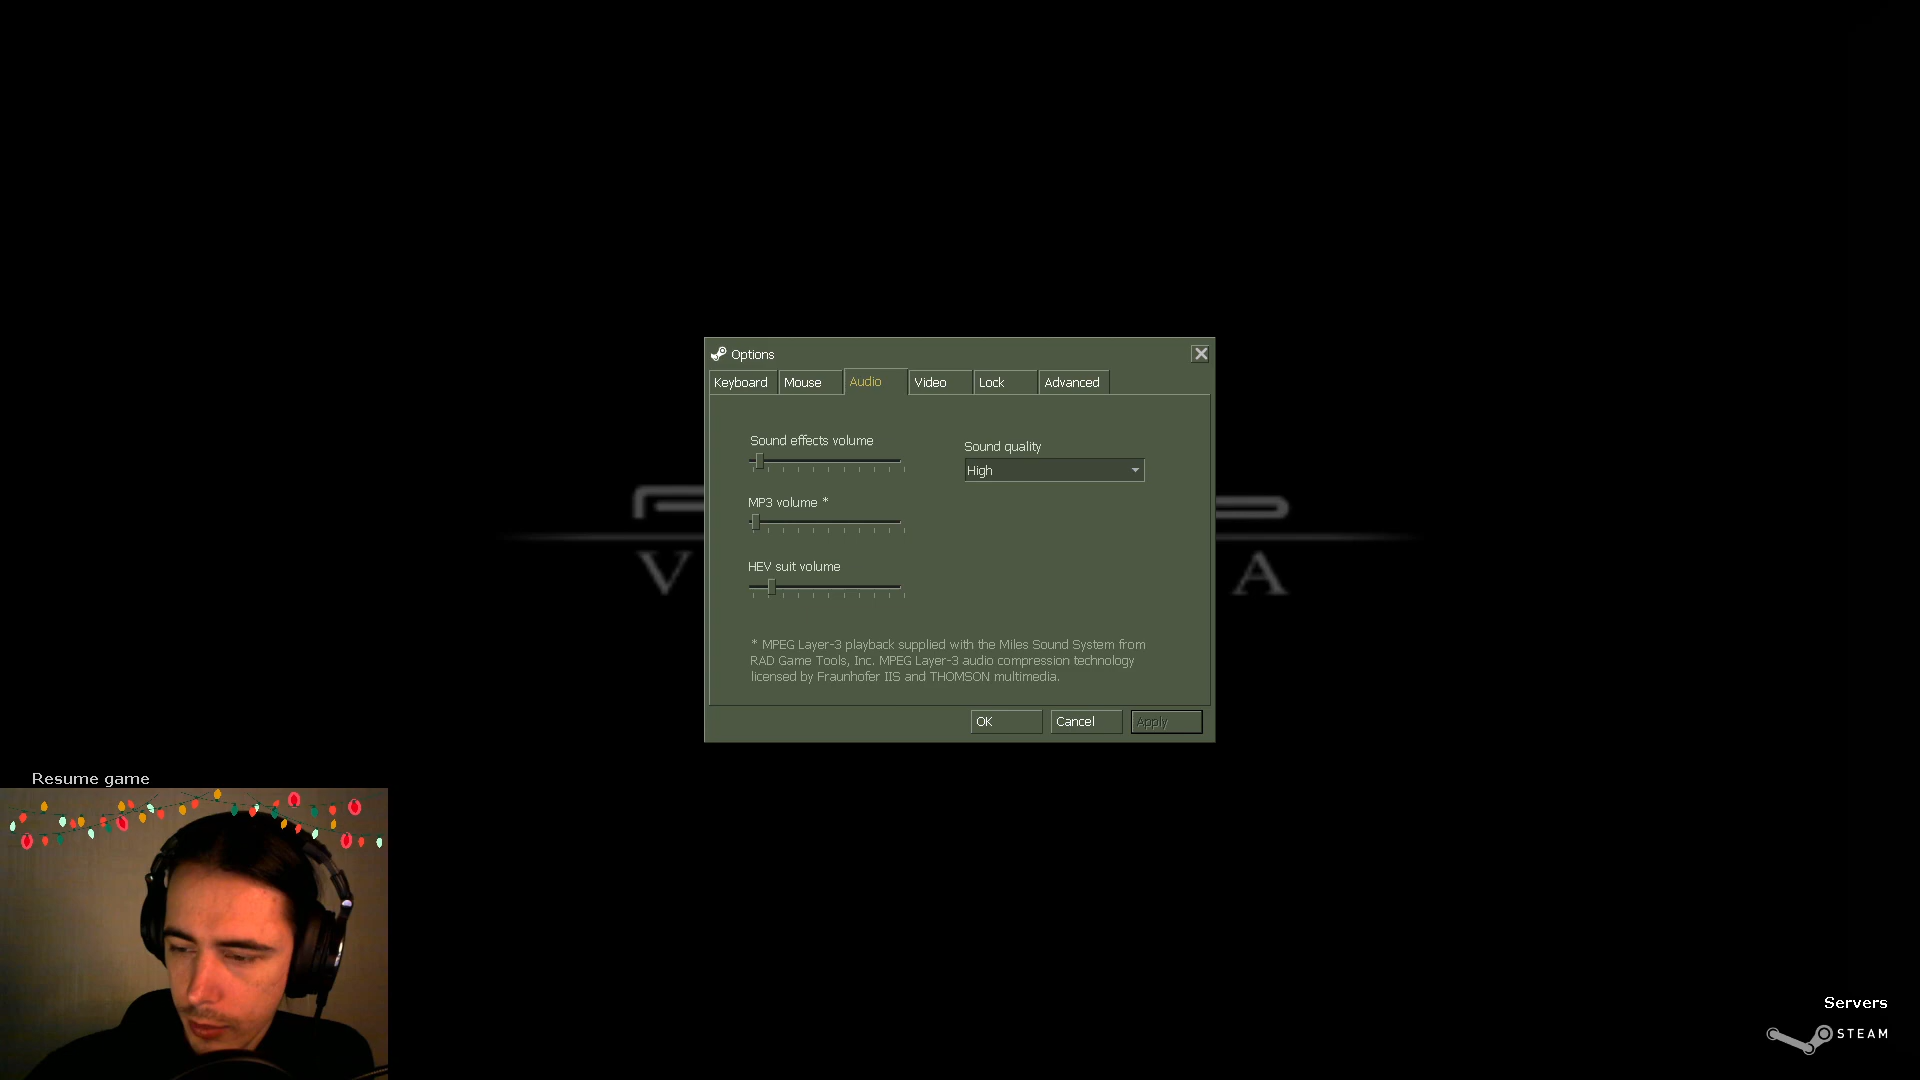 Options
Keyboard
Mouse
Audio
Video
Lock
Advanced
Sound effects volume
Sound quality
High
MP3 volume *
HEV suit volume
* MPEG Layer-3 playback supplied with the Miles Sound System from
RAD Game Tools, Inc. MPEG Layer-3 audio compression technology
licensed by Fraunhofer IIS and THOMSON multimedia.
OK
Cancel
Apply
Resume game
Servers
STEAM